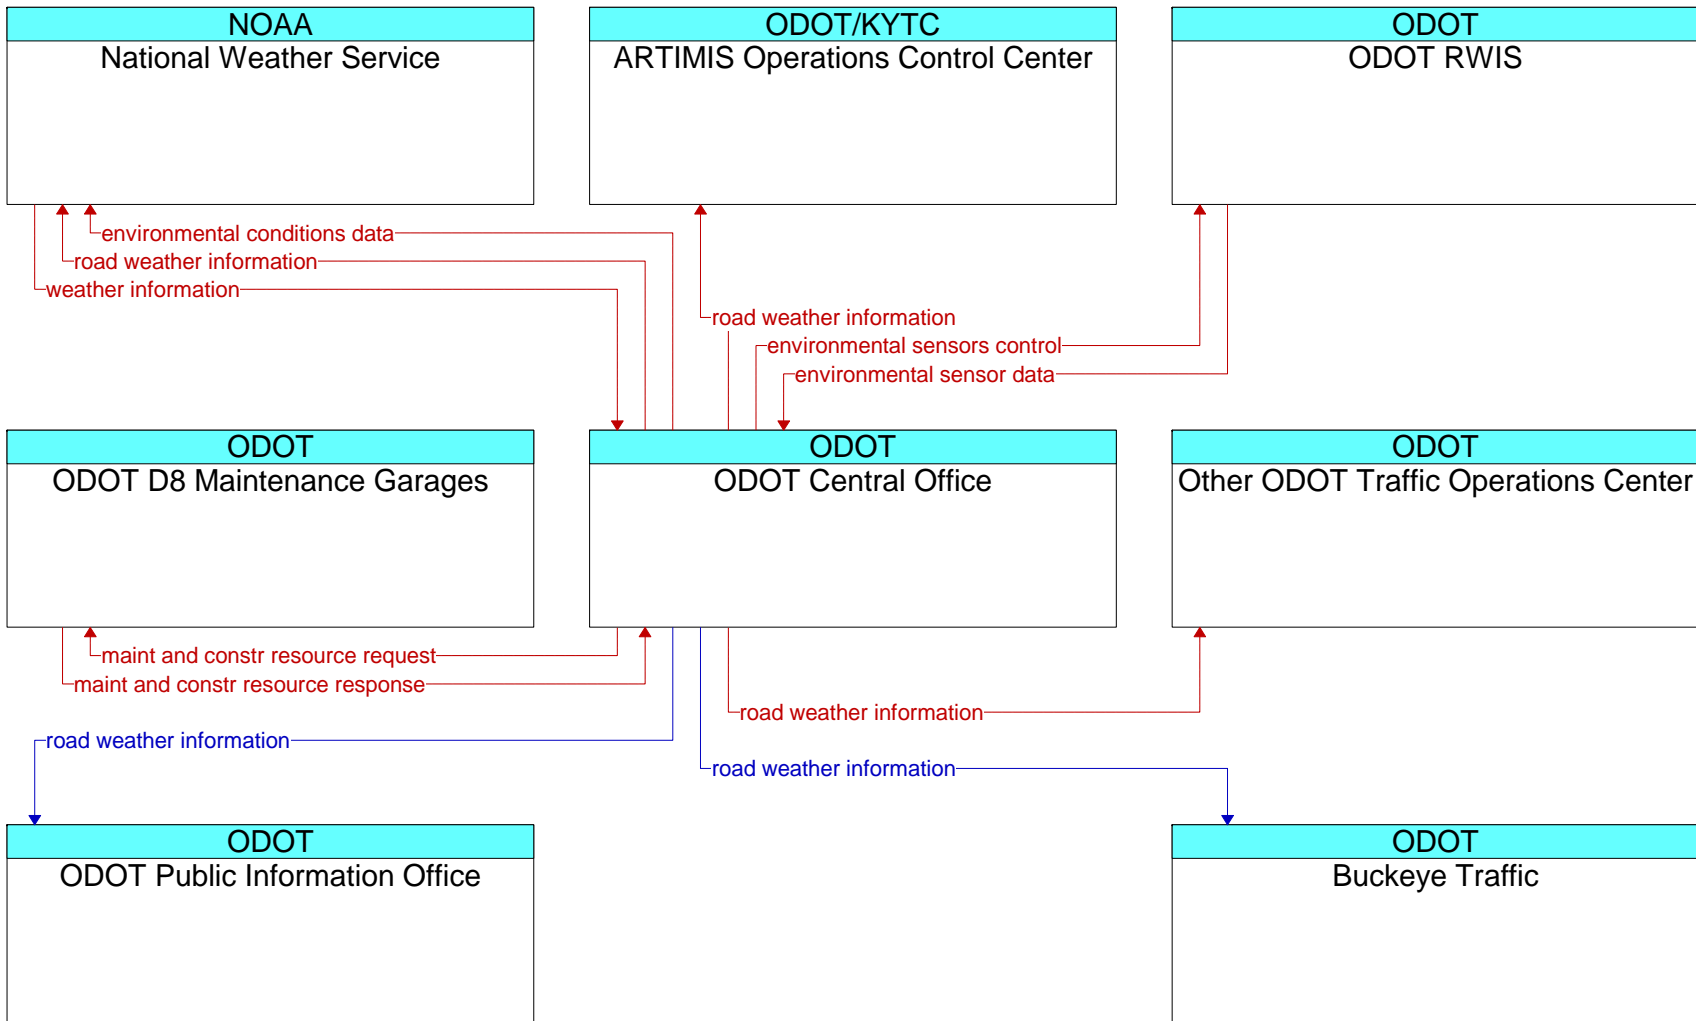 NOAA
National Weather Service
ODOT/KYTC
ARTIMIS Operations Control Center
ODOT
ODOT RWIS
environmental conditions data
road weather information
weather information
road weather information
environmental sensors control
environmental sensor data
ODOT
ODOT D8 Maintenance Garages
ODOT
ODOT Central Office
ODOT
Other ODOT Traffic Operations Center
maint and constr resource request
maint and constr resource response
road weather information
road weather information
road weather information
ODOT
ODOT Public Information Office
ODOT
Buckeye Traffic